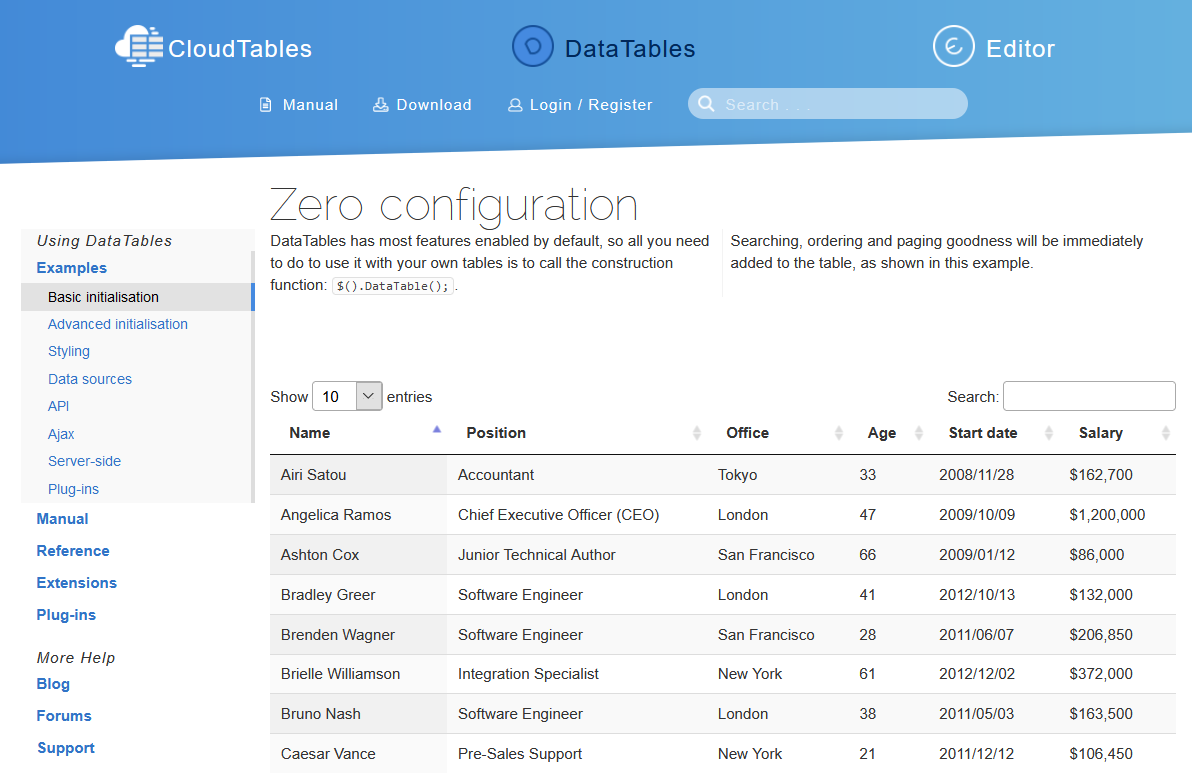 CloudTables
DataTables
Editor
Manual
Download
Login / Register
Search . . .
Using DataTables
Examples
Basic initialisation
Advanced initialisation
Styling
Data sources
API
Ajax
Server-side
Plug-ins
Manual
Reference
Extensions
Plug-ins
More Help
Blog
Forums
Support
Zero configuration
DataTables has most features enabled by default, so all you need
to do to use it with your own tables is to call the construction
function: $().DataTable();.
Searching, ordering and paging goodness will be immediately
added to the table, as shown in this example.
Show 10 entries
Search:
Name Position Office Age Start date Salary
Airi Satou Accountant Tokyo 33 2008/11/28 $162,700
Angelica Ramos Chief Executive Officer (CEO) London 47 2009/10/09 $1,200,000
Ashton Cox Junior Technical Author San Francisco 66 2009/01/12 $86,000
Bradley Greer Software Engineer London 41 2012/10/13 $132,000
Brenden Wagner Software Engineer San Francisco 28 2011/06/07 $206,850
Brielle Williamson Integration Specialist New York 61 2012/12/02 $372,000
Bruno Nash Software Engineer London 38 2011/05/03 $163,500
Caesar Vance Pre-Sales Support New York 21 2011/12/12 $106,450